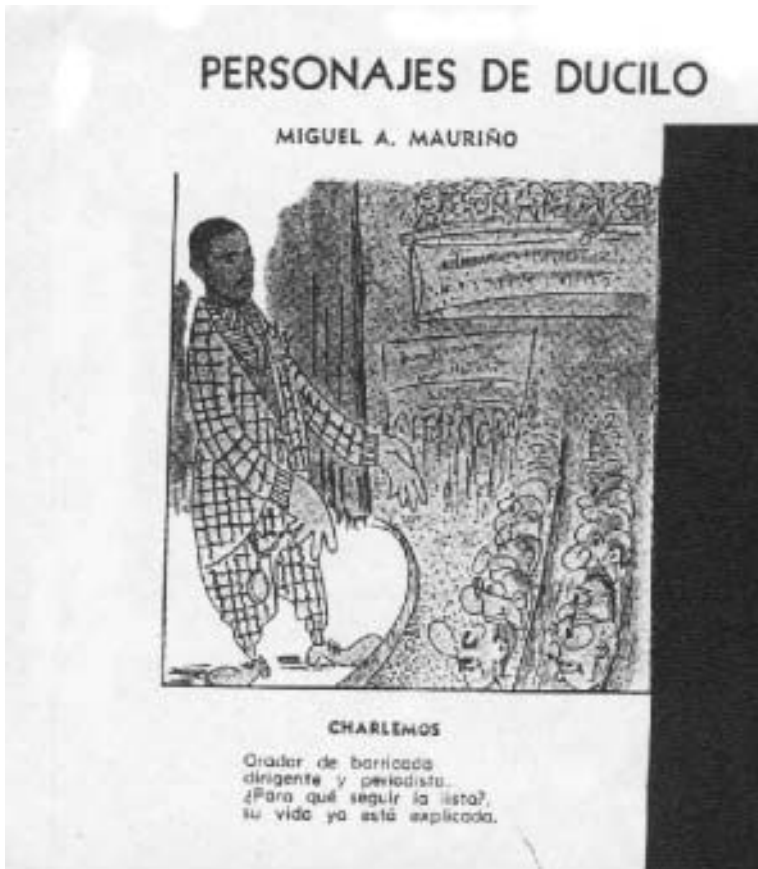 PERSONAJES DE DUCILO
MIGUEL A. MAURIÑO
CHARLEMOS
Orador de barricada
dirigente y periodista.
¿Para qué seguir la lista?,
su vida ya está explicada.